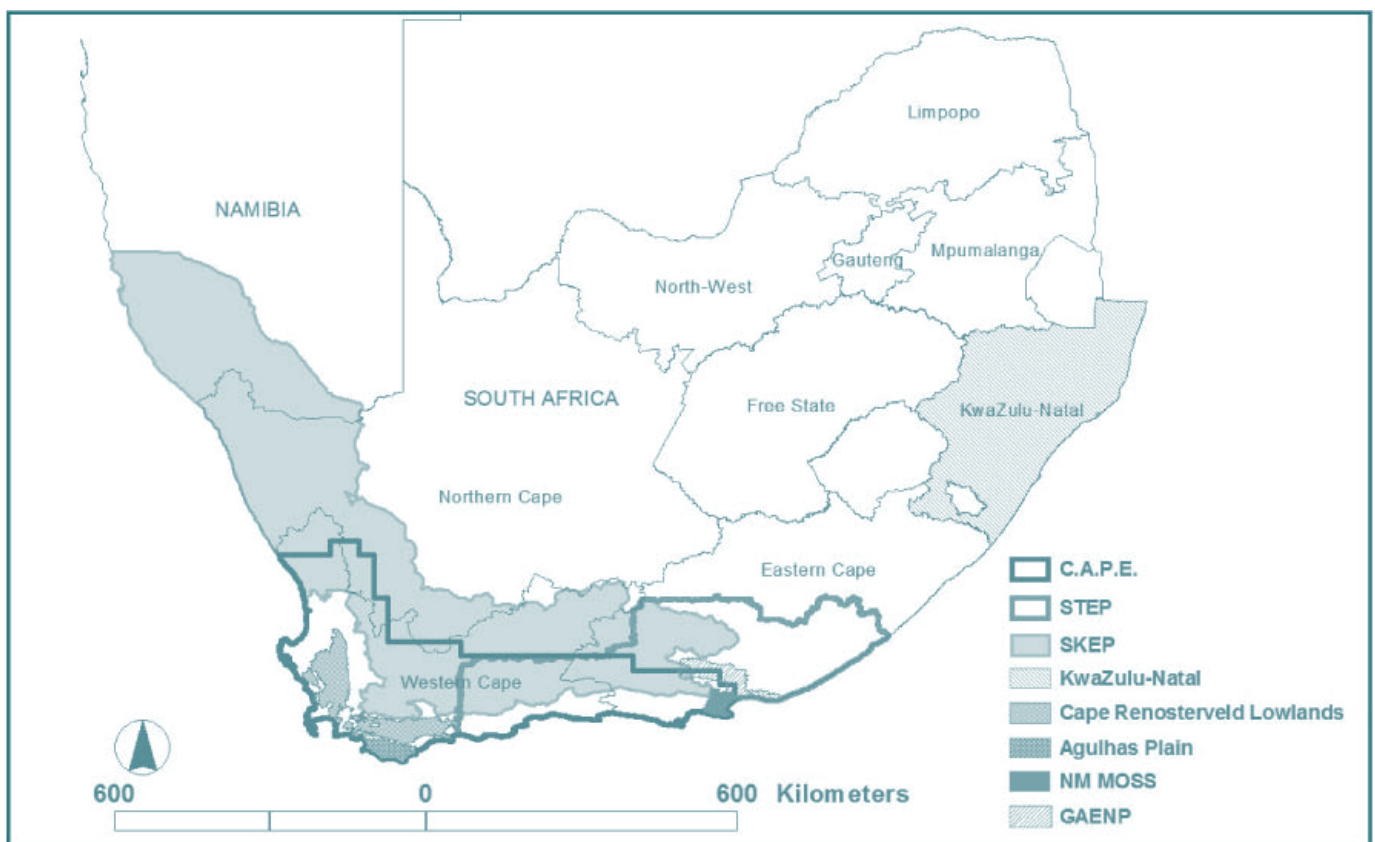 Limpopo
NAMIBIA
Mpumalanga
Gauteng
North-West
SOUTH AFRICA
Free State
KwaZulu-Natal
Northern Cape
Eastern Cape
Western Cape
C.A.P.E.
STEP
SKEP
KwaZulu-Natal
Cape Renosterveld Lowlands
Agulhas Plain
NM MOSS
GAENP
600 0 600 Kilometers